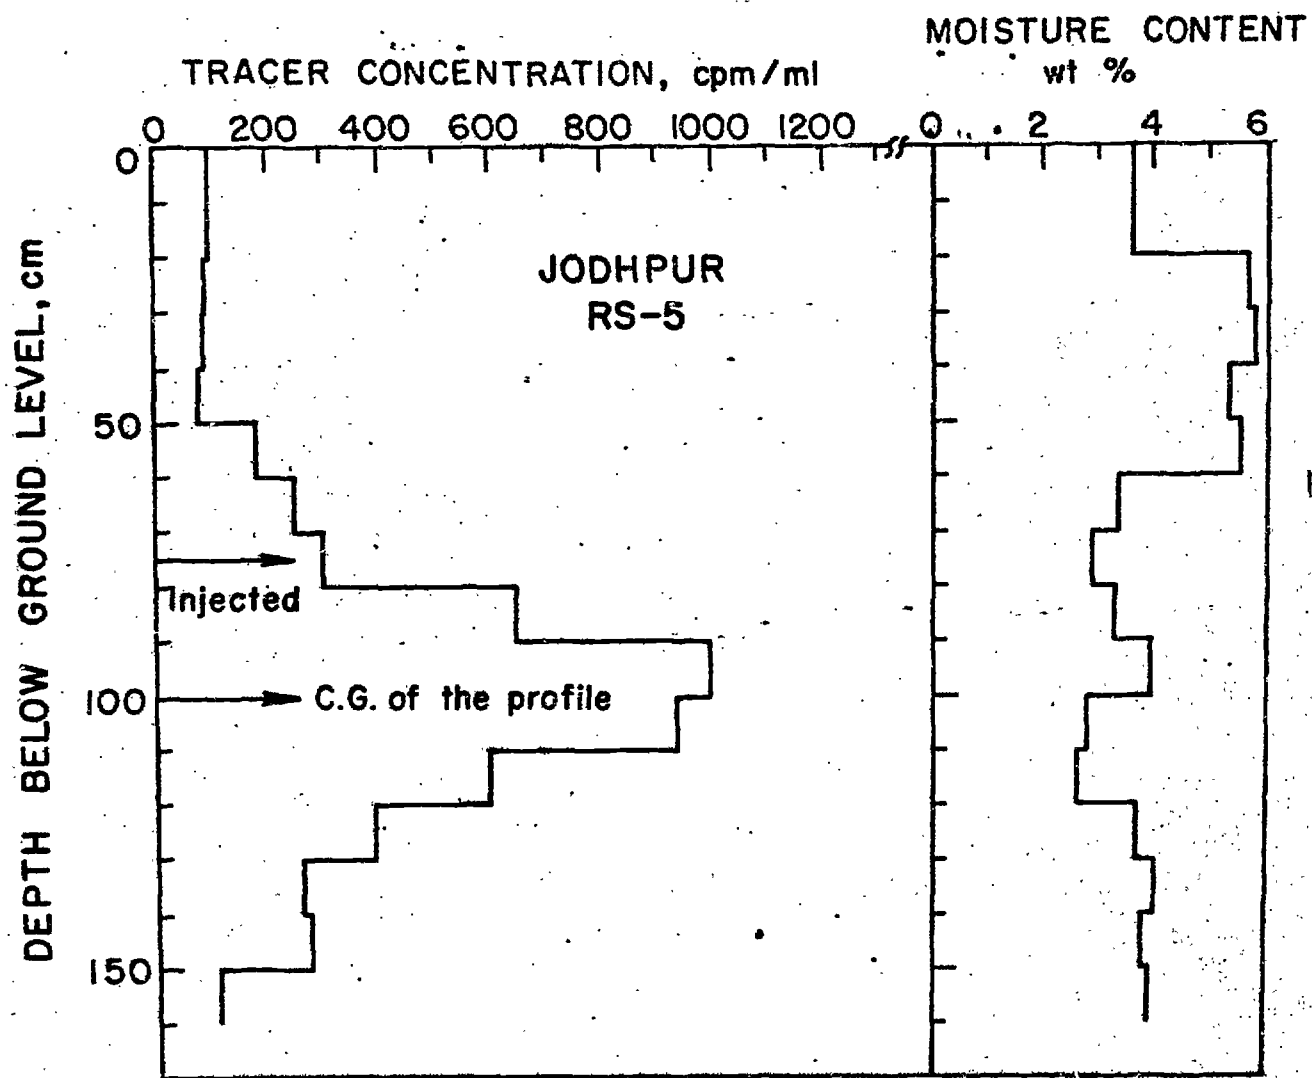 MOISTURE CONTENT
wt %
TRACER CONCENTRATION, cpm/ml
0 200 400 600 800 1000 1200 0 2 4 6
0
JODHPUR
RS-5
DEPTH BELOW GROUND LEVEL, cm
50
Injected
100
C.G. of the profile
150